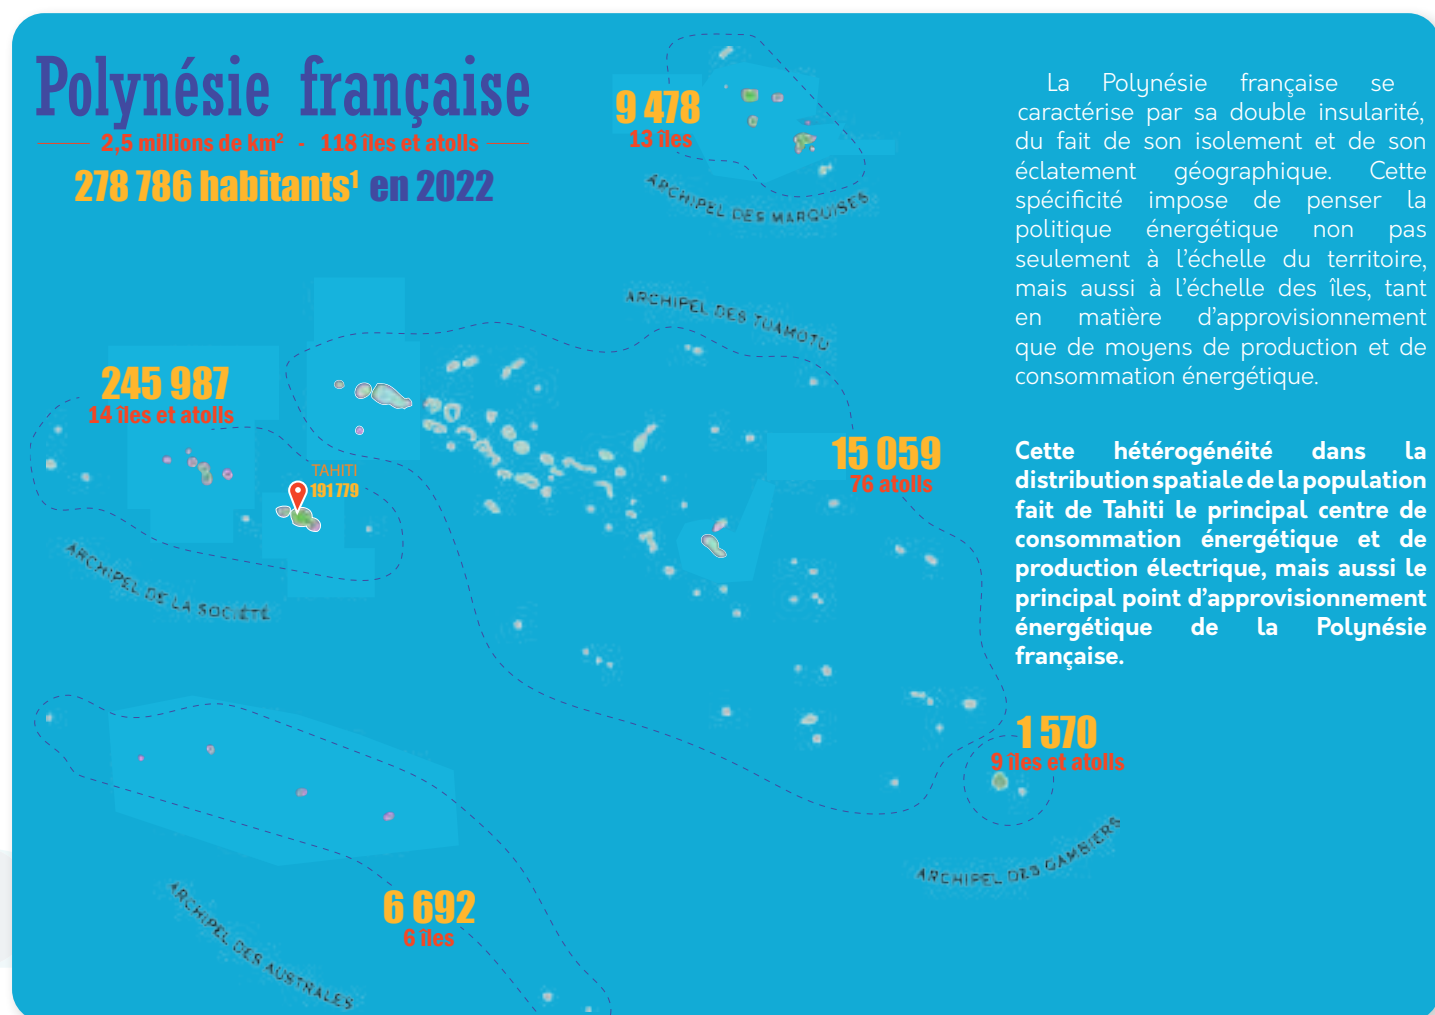 Polynésie française
2,5 millions de km² - 118 îles et atolls
278 786 habitants¹ en 2022
9 478
13 îles
ARCHIPEL DES MARQUISES
ARCHIPEL DES TUAMOTU
245 987
14 îles et atolls
TAHITI
191 779
15 059
76 atolls
ARCHIPEL DE LA SOCIÉTÉ
1 570
9 îles et atolls
ARCHIPEL DES GAMBIERS
6 692
6 îles
ARCHIPEL DES AUSTRALES
La Polynésie française se
caractérise par sa double insularité,
du fait de son isolement et de son
éclatement géographique. Cette
spécificité impose de penser la
politique énergétique non pas
seulement à l'échelle du territoire,
mais aussi à l'échelle des îles, tant
en matière d'approvisionnement
que de moyens de production et de
consommation énergétique.
Cette hétérogénéité dans la
distribution spatiale de la population
fait de Tahiti le principal centre de
consommation énergétique et de
production électrique, mais aussi le
principal point d'approvisionnement
énergétique de la Polynésie
française.